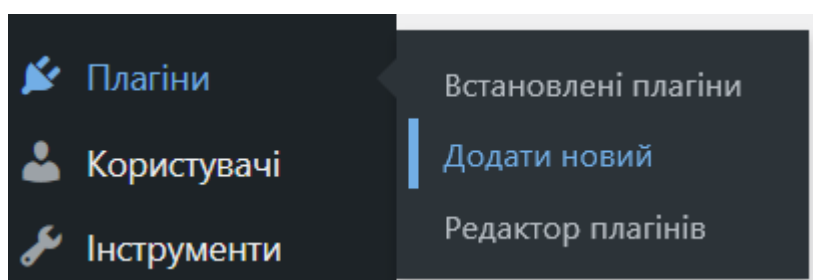 Плагіни
Користувачі
Інструменти
Встановлені плагіни
Додати новий
Редактор плагінів